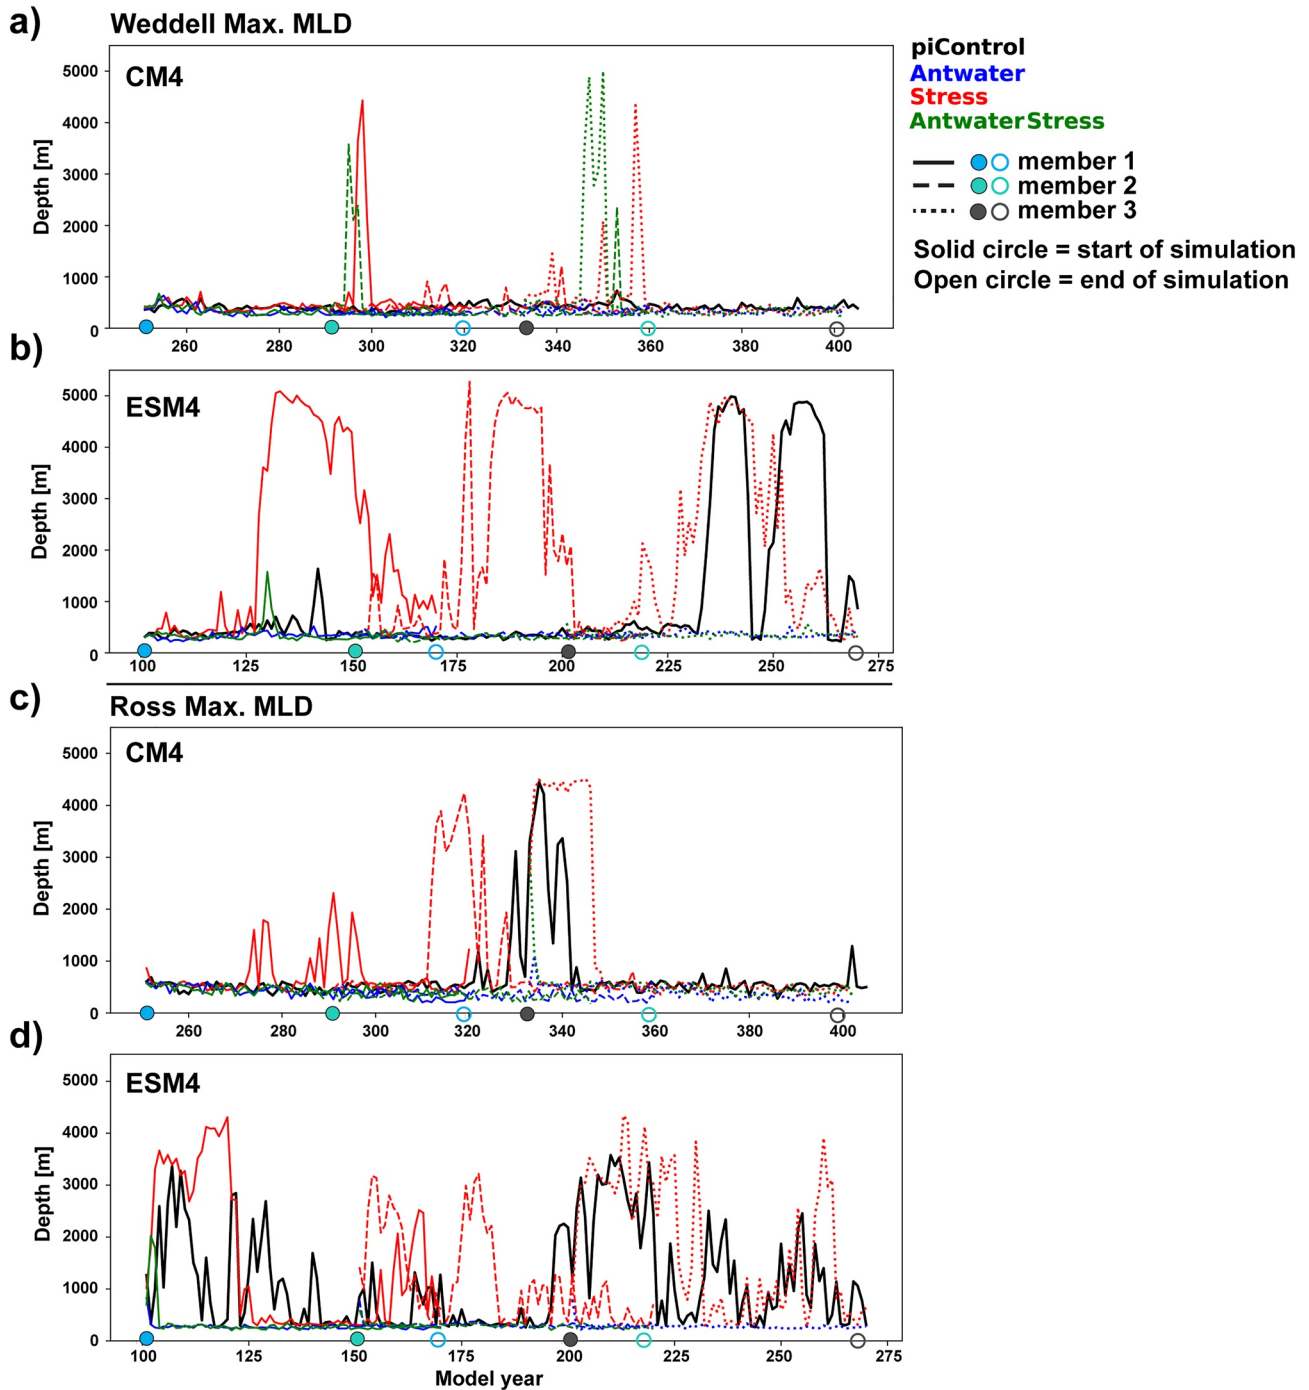 a)
Weddell Max. MLD
CM4
Depth [m]
5000
4000
3000
2000
1000
0
260 280 300 320 340 360 380 400
piControl
Antwater
Stress
AntwaterStress
member 1
member 2
member 3
Solid circle = start of simulation
Open circle = end of simulation
b)
ESM4
Depth [m]
5000
4000
3000
2000
1000
0
100 125 150 175 200 225 250 275
c)
Ross Max. MLD
CM4
Depth [m]
5000
4000
3000
2000
1000
0
260 280 300 320 340 360 380 400
d)
ESM4
Depth [m]
5000
4000
3000
2000
1000
0
100 125 150 175 200 225 250 275
Model year